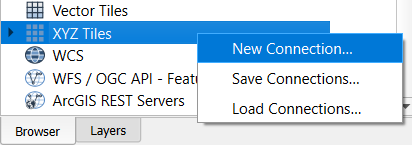 Vector Tiles
XYZ Tiles
New Connection...
WCS
WFS / OGC API - Featu
Save Connections...
ArcGIS REST Servers
Load Connections...
Browser
Layers